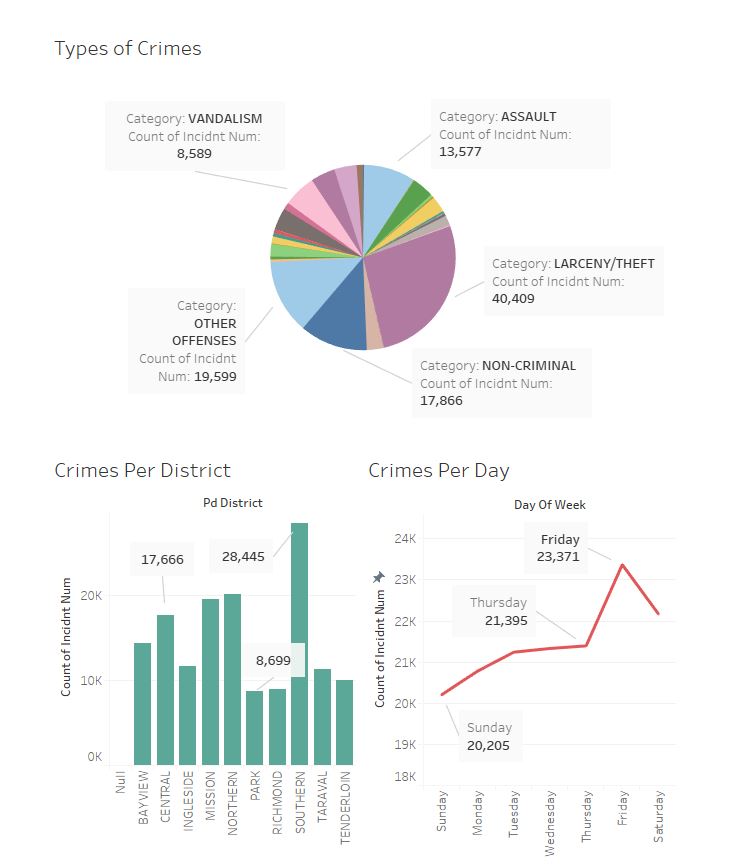 Types of Crimes
Category: VANDALISM
Count of Incidnt Num:
8,589
Category: ASSAULT
Count of Incidnt Num:
13,577
Category: LARCENY/THEFT
Count of Incidnt Num:
40,409
Category:
OTHER
OFFENSES
Count of Incidnt
Num: 19,599
Category: NON-CRIMINAL
Count of Incidnt Num:
17,866
Crimes Per District
Pd District
Count of Incidnt Num
20K
10K
0K
17,666
28,445
8,699
Null
BAYVIEW
CENTRAL
INGLESIDE
MISSION
NORTHERN
PARK
RICHMOND
SOUTHERN
TARAVAL
TENDERLOIN
Crimes Per Day
Day Of Week
Count of Incidnt Num
24K
23K
22K
21K
20K
19K
18K
Friday
23,371
Thursday
21,395
Sunday
20,205
Sunday
Monday
Tuesday
Wednesday
Thursday
Friday
Saturday